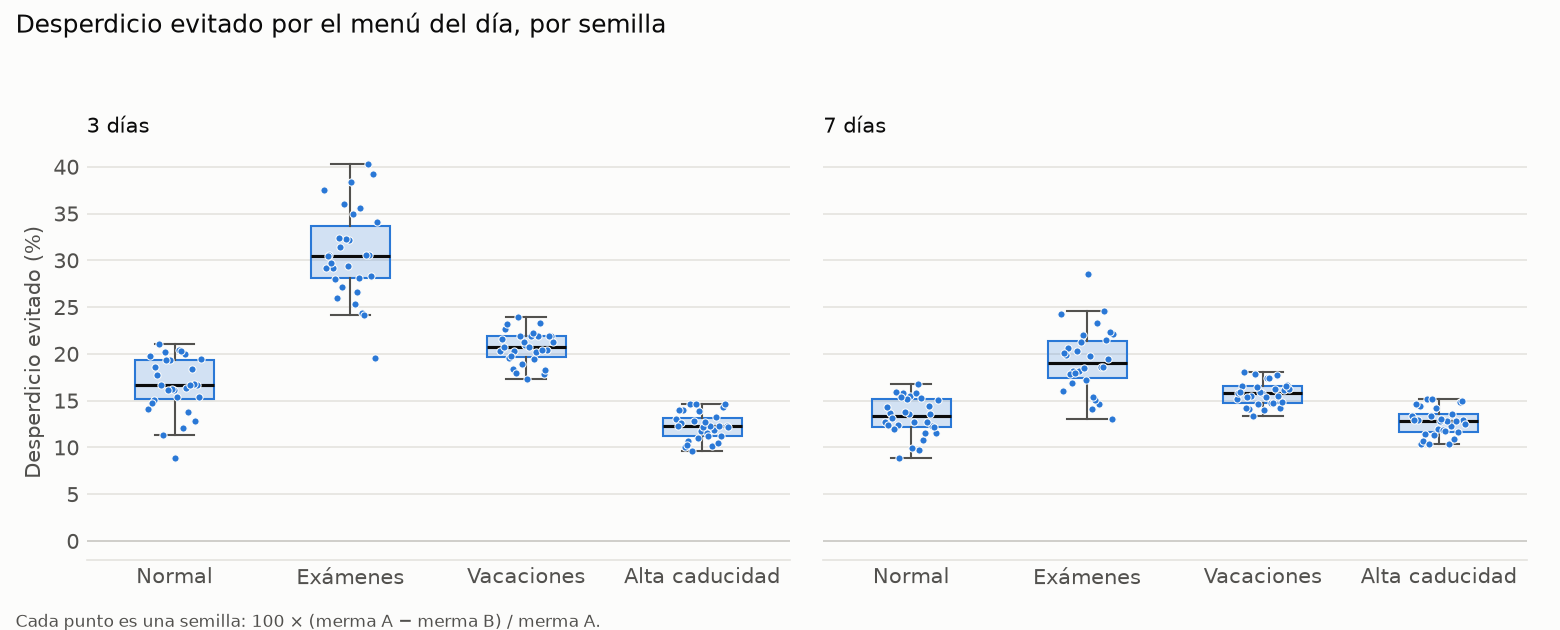 Desperdicio evitado por el menú del día, por semilla
3 días
7 días
Desperdicio evitado (%)
40
35
30
25
20
15
10
5
0
Normal
Exámenes
Vacaciones
Alta caducidad
Normal
Exámenes
Vacaciones
Alta caducidad
Cada punto es una semilla: 100 × (merma A − merma B) / merma A.